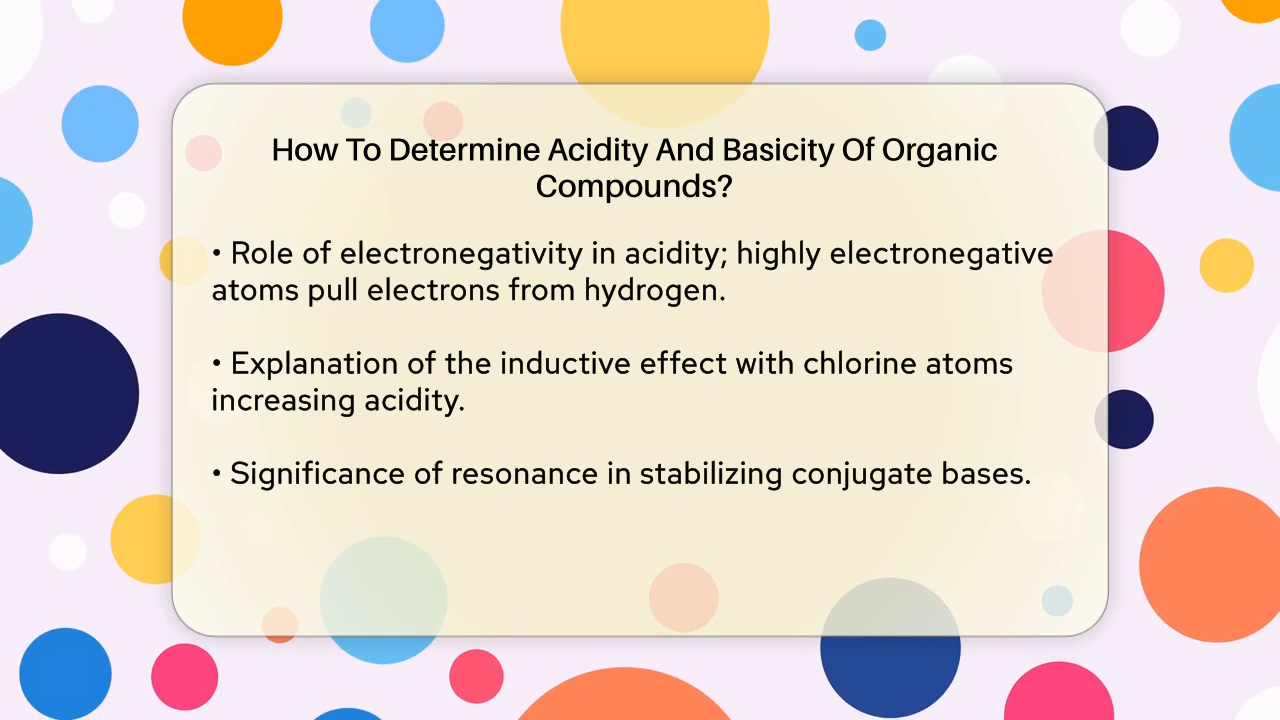 How To Determine Acidity And Basicity Of Organic
Compounds?
• Role of electronegativity in acidity; highly electronegative
atoms pull electrons from hydrogen.
• Explanation of the inductive effect with chlorine atoms
increasing acidity.
• Significance of resonance in stabilizing conjugate bases.